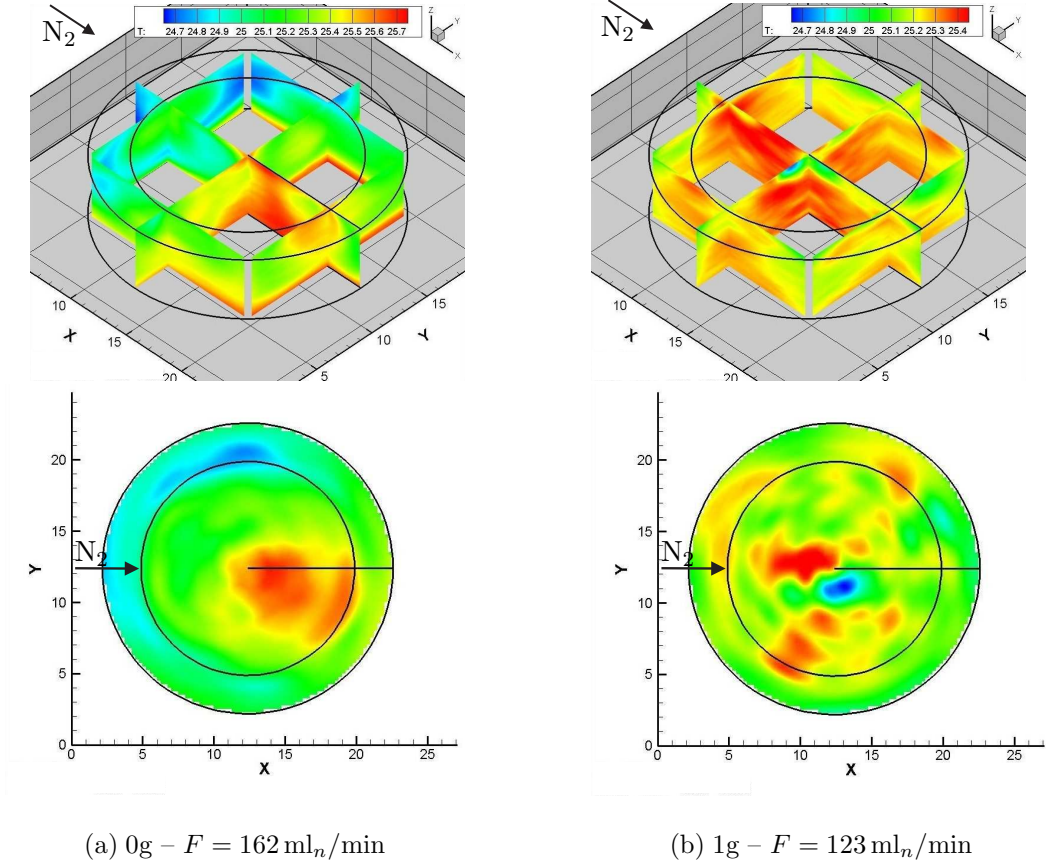 N₂
T: 24.7 24.8 24.9 25 25.1 25.2 25.3 25.4 25.5 25.6 25.7
Z
Y
X
10
15
20
X
5
10
15
Y
N₂
T: 24.7 24.8 24.9 25 25.1 25.2 25.3 25.4
Z
Y
X
10
15
20
X
5
10
15
Y
20
15
10
5
0
Y
N₂
0 5 10 15 20 25
X
20
15
10
5
0
Y
N₂
0 5 10 15 20 25
X
(a) 0g – F = 162 mlₙ/min
(b) 1g – F = 123 mlₙ/min